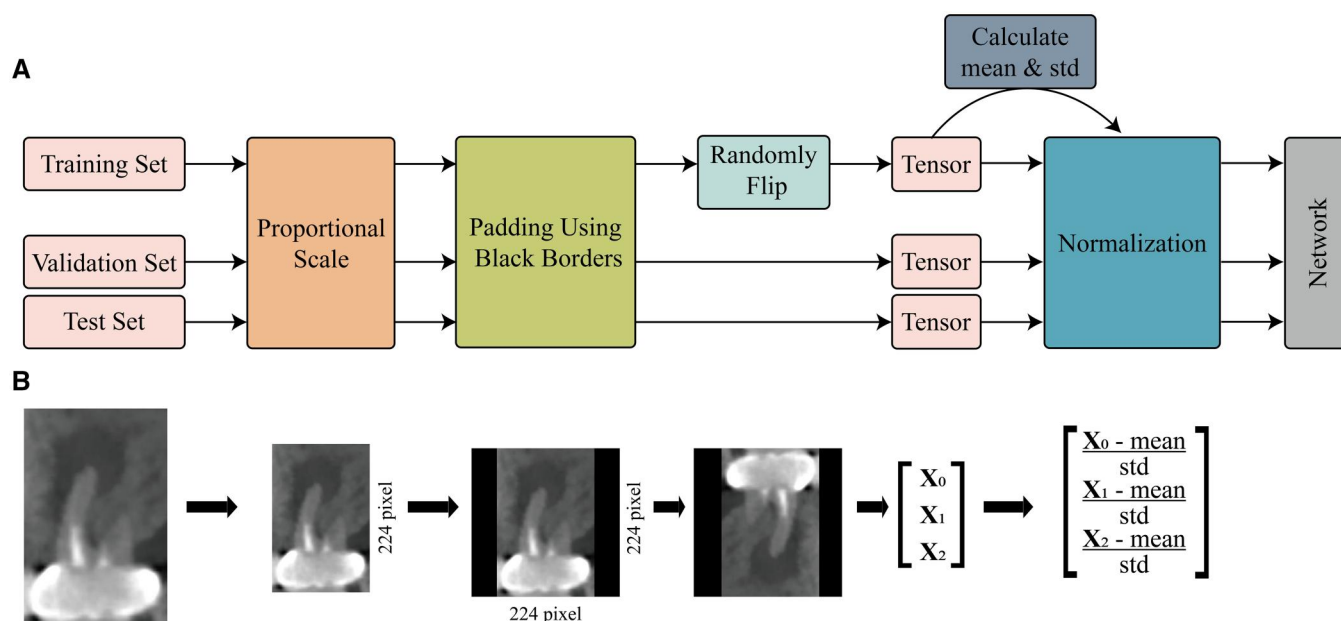 A
Calculate
mean & std
Training Set
Validation Set
Test Set
Proportional
Scale
Padding Using
Black Borders
Randomly
Flip
Tensor
Tensor
Tensor
Normalization
Network
B
224 pixel
224 pixel
224 pixel
X0
X1
X2
X0 - mean
std
X1 - mean
std
X2 - mean
std